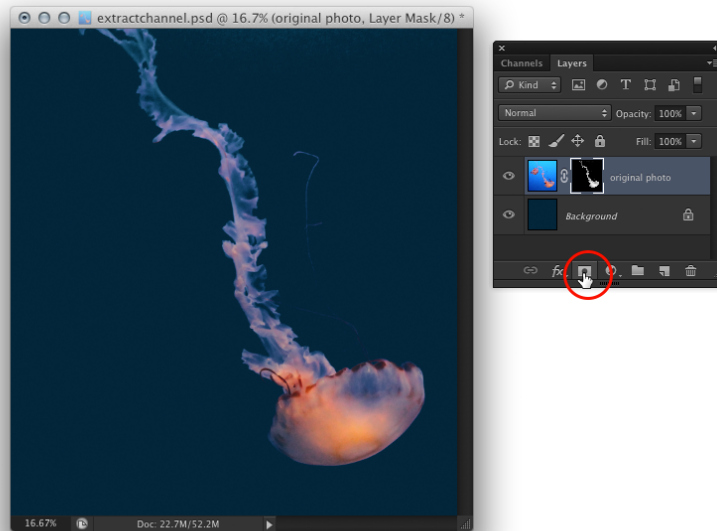 extractchannel.psd @ 16.7% (original photo, Layer Mask/8) *
Channels Layers
Kind T
Normal Opacity: 100%
Lock: Fill: 100%
original photo
Background
fx
16.67% Doc: 22.7M/52.2M